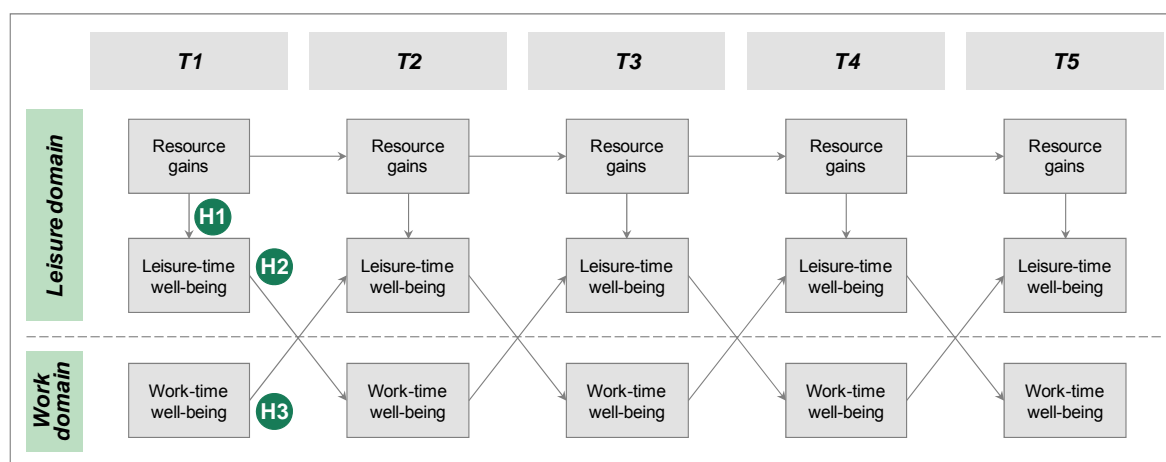 T1 T2 T3 T4 T5
Leisure domain
Resource Resource Resource Resource Resource
gains gains gains gains gains
H1
H2
Leisure-time Leisure-time Leisure-time Leisure-time Leisure-time
well-being well-being well-being well-being well-being
Work
domain
Work-time Work-time Work-time Work-time Work-time
well-being well-being well-being well-being well-being
H3